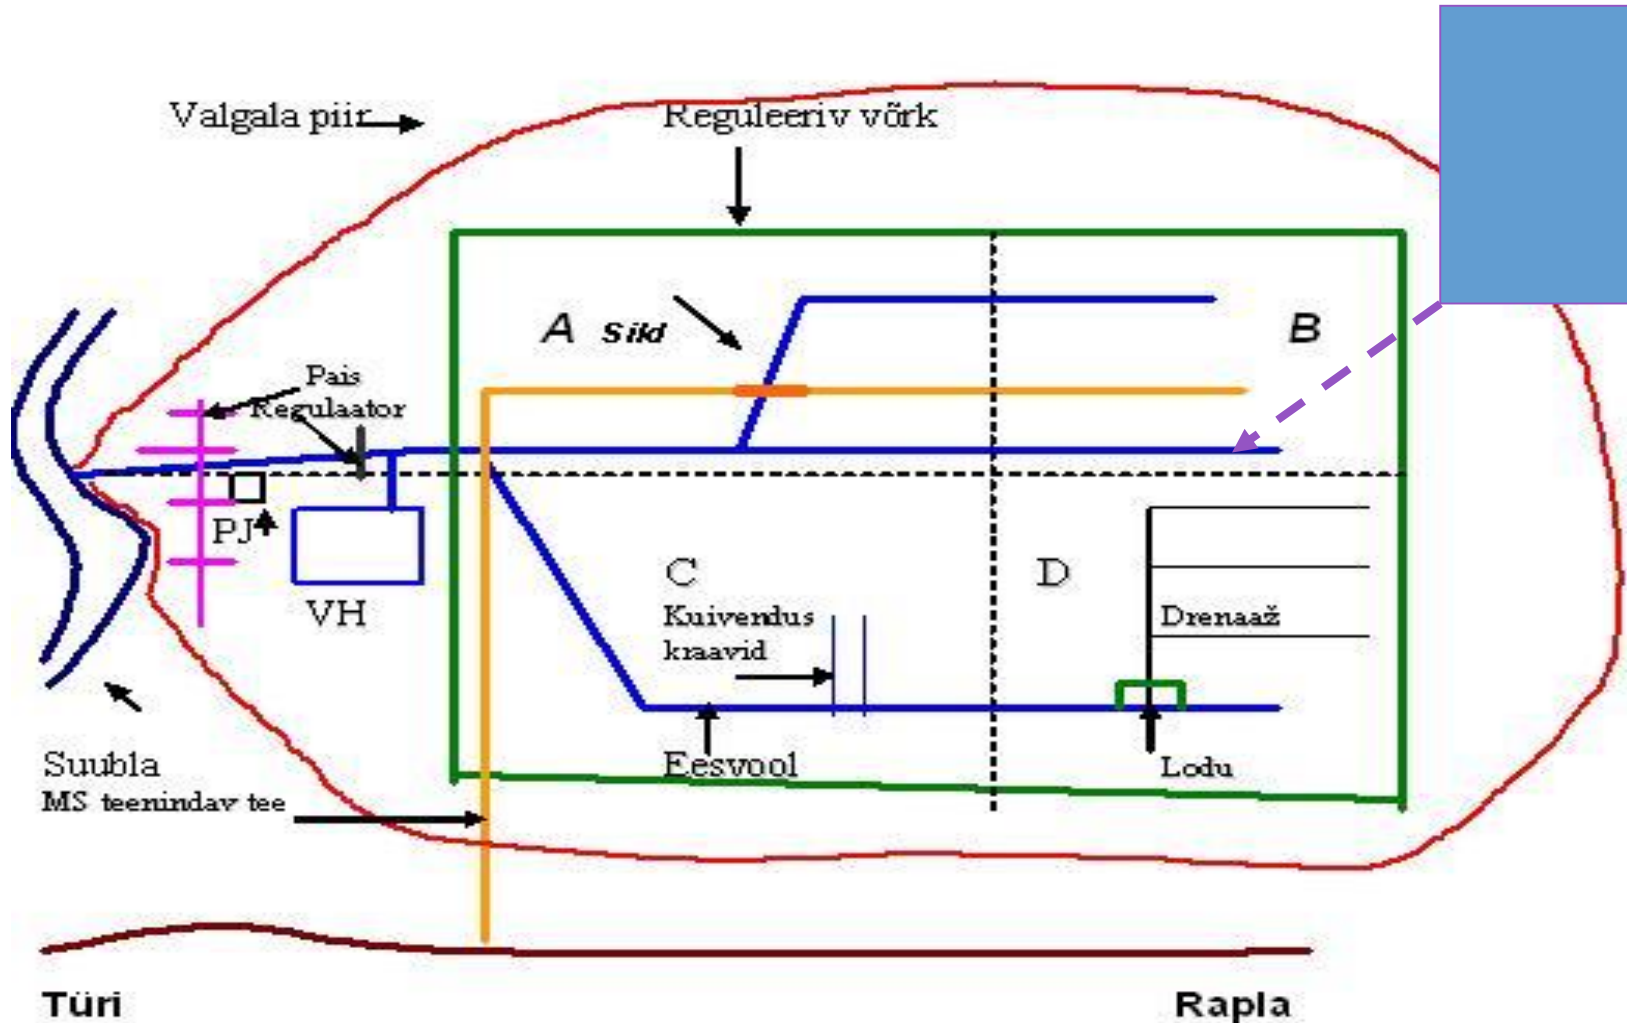 Valgala piir
Reguleeriv võrk
A Sild
B
Pais
Regulaator
PJ
VH
C
D
Kuivendus
kraavid
Drenaaž
Suubla
Eesvool
Lodu
MS teenindav tee
Türi
Rapla